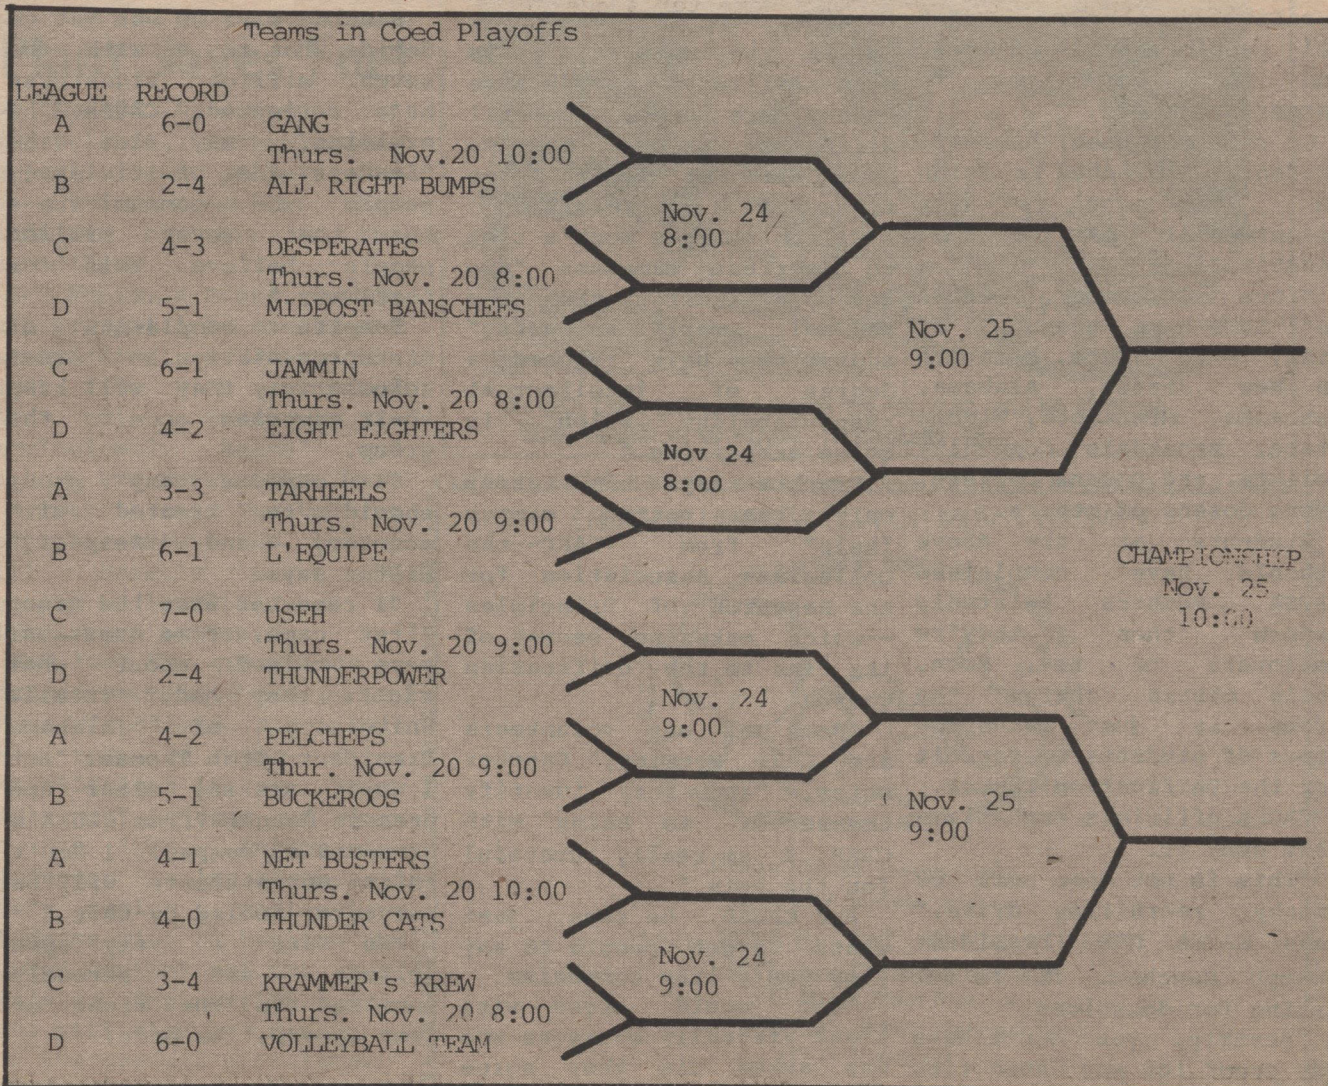 Teams in Coed Playoffs
LEAGUE RECORD
A 6-0 GANG
Thurs. Nov.20 10:00
B 2-4 ALL RIGHT BUMPS
Nov. 24
8:00
C 4-3 DESPERATES
Thurs. Nov. 20 8:00
D 5-1 MIDPOST BANSCHEES
Nov. 25
9:00
C 6-1 JAMMIN
Thurs. Nov. 20 8:00
D 4-2 EIGHT EIGHTERS
Nov 24
8:00
A 3-3 TARHEELS
Thurs. Nov. 20 9:00
B 6-1 L'EQUIPE
CHAMPIONSHIP
Nov. 25
10:00
C 7-0 USEH
Thurs. Nov. 20 9:00
D 2-4 THUNDERPOWER
Nov. 24
9:00
A 4-2 PELCHEPS
Thur. Nov. 20 9:00
B 5-1 BUCKEROOS
Nov. 25
9:00
A 4-1 NET BUSTERS
Thurs. Nov. 20 10:00
B 4-0 THUNDER CATS
Nov. 24
9:00
C 3-4 KRAMMER's KREW
Thurs. Nov. 20 8:00
D 6-0 VOLLEYBALL TEAM